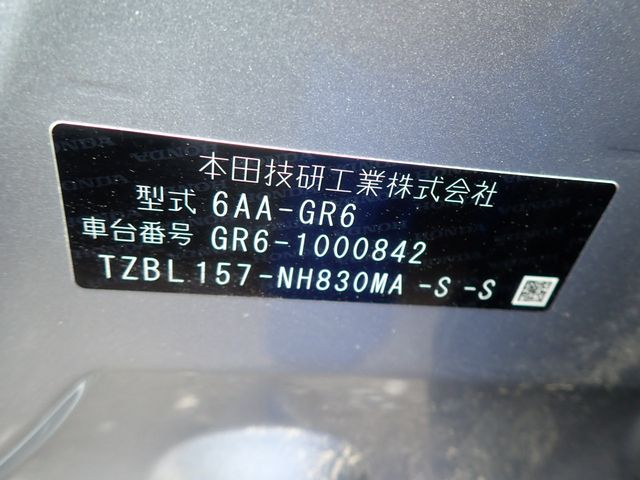 本田技研工業株式会社
型式 6AA-GR6
車台番号 GR6-1000842
TZBL157-NH830MA -S -S